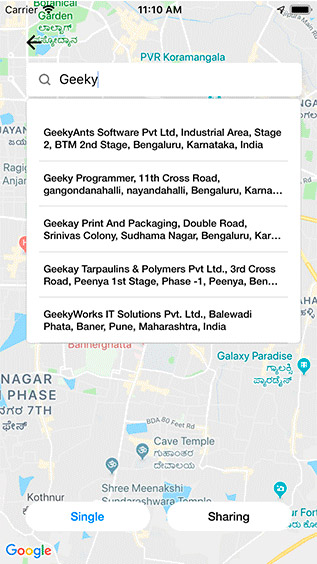 Carrier 11:10 AM
Botanical
Garden
ಲಾಲ್‌ಬಾಗ್
ಸಸ್ಯೋದ್ಯಾನ
PVR Koramangala
Geeky
GeekyAnts Software Pvt Ltd, Industrial Area, Stage
2, BTM 2nd Stage, Bengaluru, Karnataka, India
Geeky Programmer, 11th Cross Road,
gangondanahalli, nayandahalli, Bengaluru, Karna...
Geekay Print And Packaging, Double Road,
Srinivas Colony, Sudhama Nagar, Bengaluru, Kar...
Geekay Tarpaulins & Polymers Pvt Ltd., 3rd Cross
Road, Peenya 1st Stage, Phase -1, Peenya, Ben...
GeekyWorks IT Solutions Pvt. Ltd., Balewadi
Phata, Baner, Pune, Maharashtra, India
Bannerghatta
Galaxy Paradise
ಗ್ಯಾಲಕ್ಸಿ
ಪ್ಯಾರಡೈಸ್
NAGAR
PHASE
ನಗರ 7TH
ಫೇಸ್
BDA 80 Feet Rd
Cave Temple
ಗುಹಾಂತರ
ದೇವಾಲಯ
Kothnur
Shree Meenakshi
Sundareshwara Temple
Single
Sharing
Google